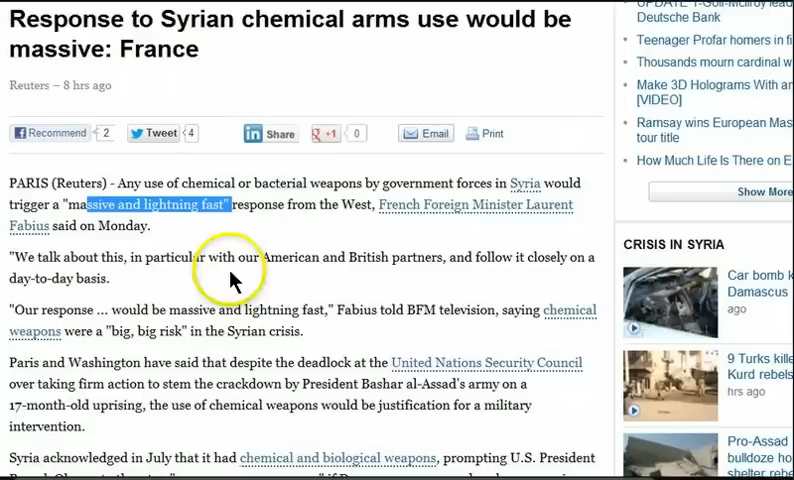 Response to Syrian chemical arms use would be
massive: France
Reuters – 8 hrs ago
Recommend 2 Tweet 4 Share +1 0 Email Print
PARIS (Reuters) - Any use of chemical or bacterial weapons by government forces in Syria would
trigger a "massive and lightning fast" response from the West, French Foreign Minister Laurent
Fabius said on Monday.
"We talk about this, in particular with our American and British partners, and follow it closely on a
day-to-day basis.
"Our response ... would be massive and lightning fast," Fabius told BFM television, saying chemical
weapons were a "big, big risk" in the Syrian crisis.
Paris and Washington have said that despite the deadlock at the United Nations Security Council
over taking firm action to stem the crackdown by President Bashar al-Assad's army on a
17-month-old uprising, the use of chemical weapons would be justification for a military
intervention.
Syria acknowledged in July that it had chemical and biological weapons, prompting U.S. President
UPDATE 1-Golf-McIlroy lead
Deutsche Bank
Teenager Profar homers in fi
Thousands mourn cardinal w
Make 3D Holograms With an
[VIDEO]
Ramsay wins European Mas
tour title
How Much Life Is There on E
Show More
CRISIS IN SYRIA
Car bomb k
Damascus
ago
9 Turks kille
Kurd rebels
hrs ago
Pro-Assad
bulldoze ho
shelter rebe